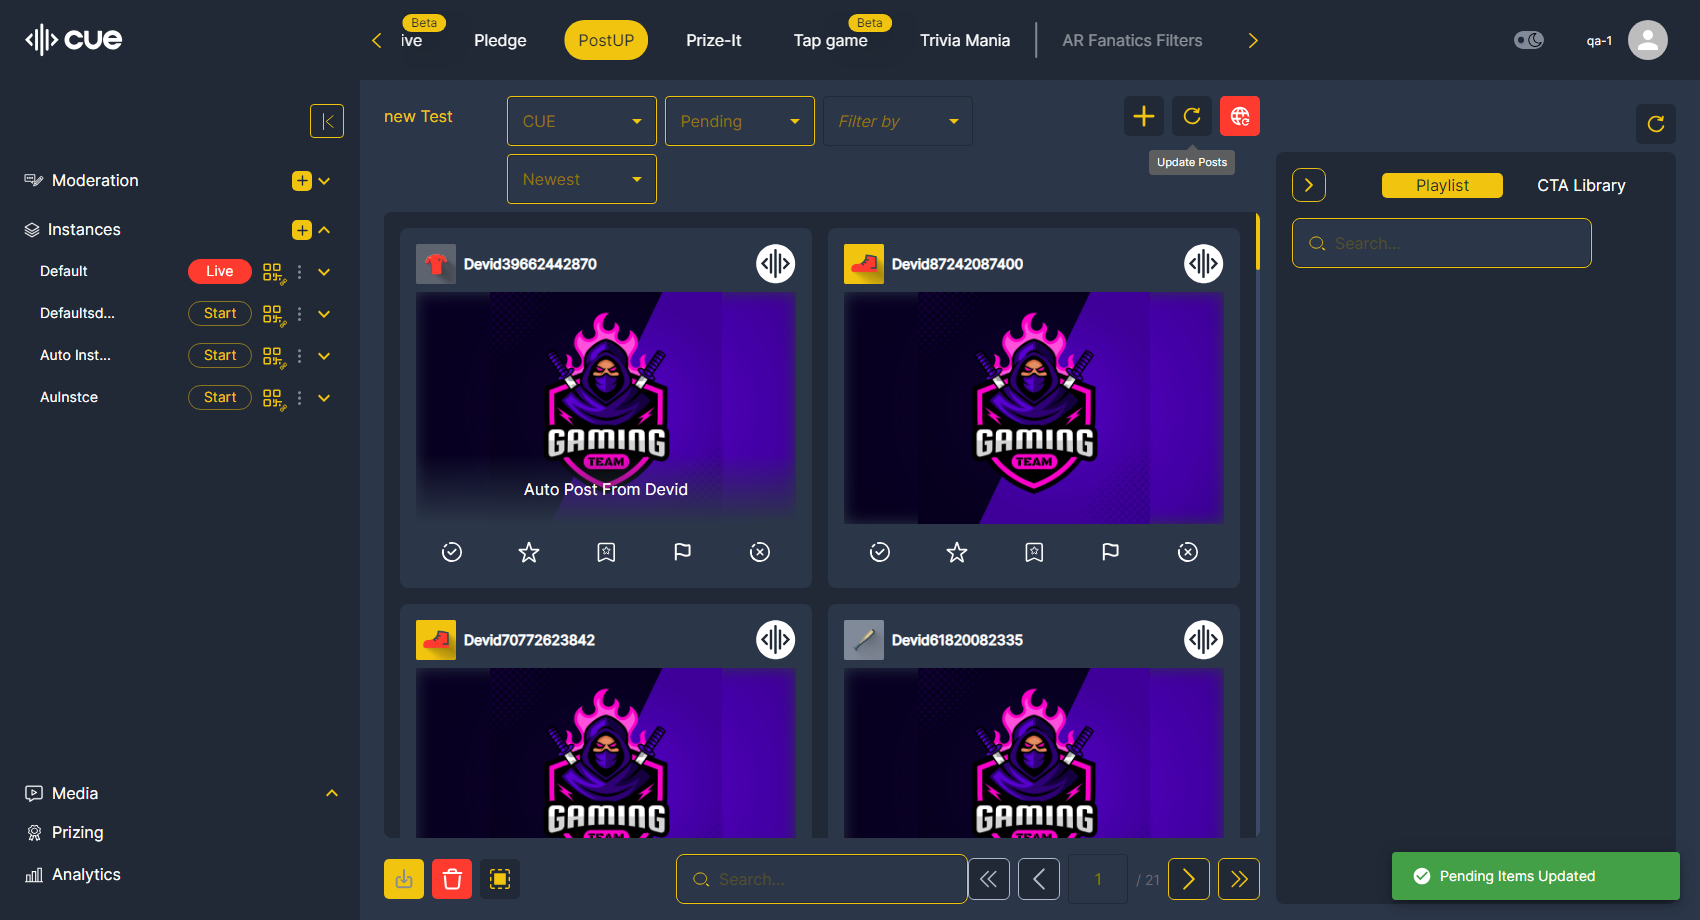 cue
Beta
ive
Pledge
PostUP
Prize-It
Beta
Tap game
Trivia Mania
AR Fanatics Filters
qa-1
new Test
CUE
Pending
Filter by
Newest
Update Posts
Moderation
Instances
Default
Live
Defaultsd...
Start
Auto Inst...
Start
AuInstce
Start
Media
Prizing
Analytics
Devid39662442870
GAMING
TEAM
Auto Post From Devid
Devid87242087400
GAMING
TEAM
Devid70772623842
GAMING
TEAM
Devid61820082335
GAMING
TEAM
Search...
1
/ 21
Playlist
CTA Library
Search...
Pending Items Updated